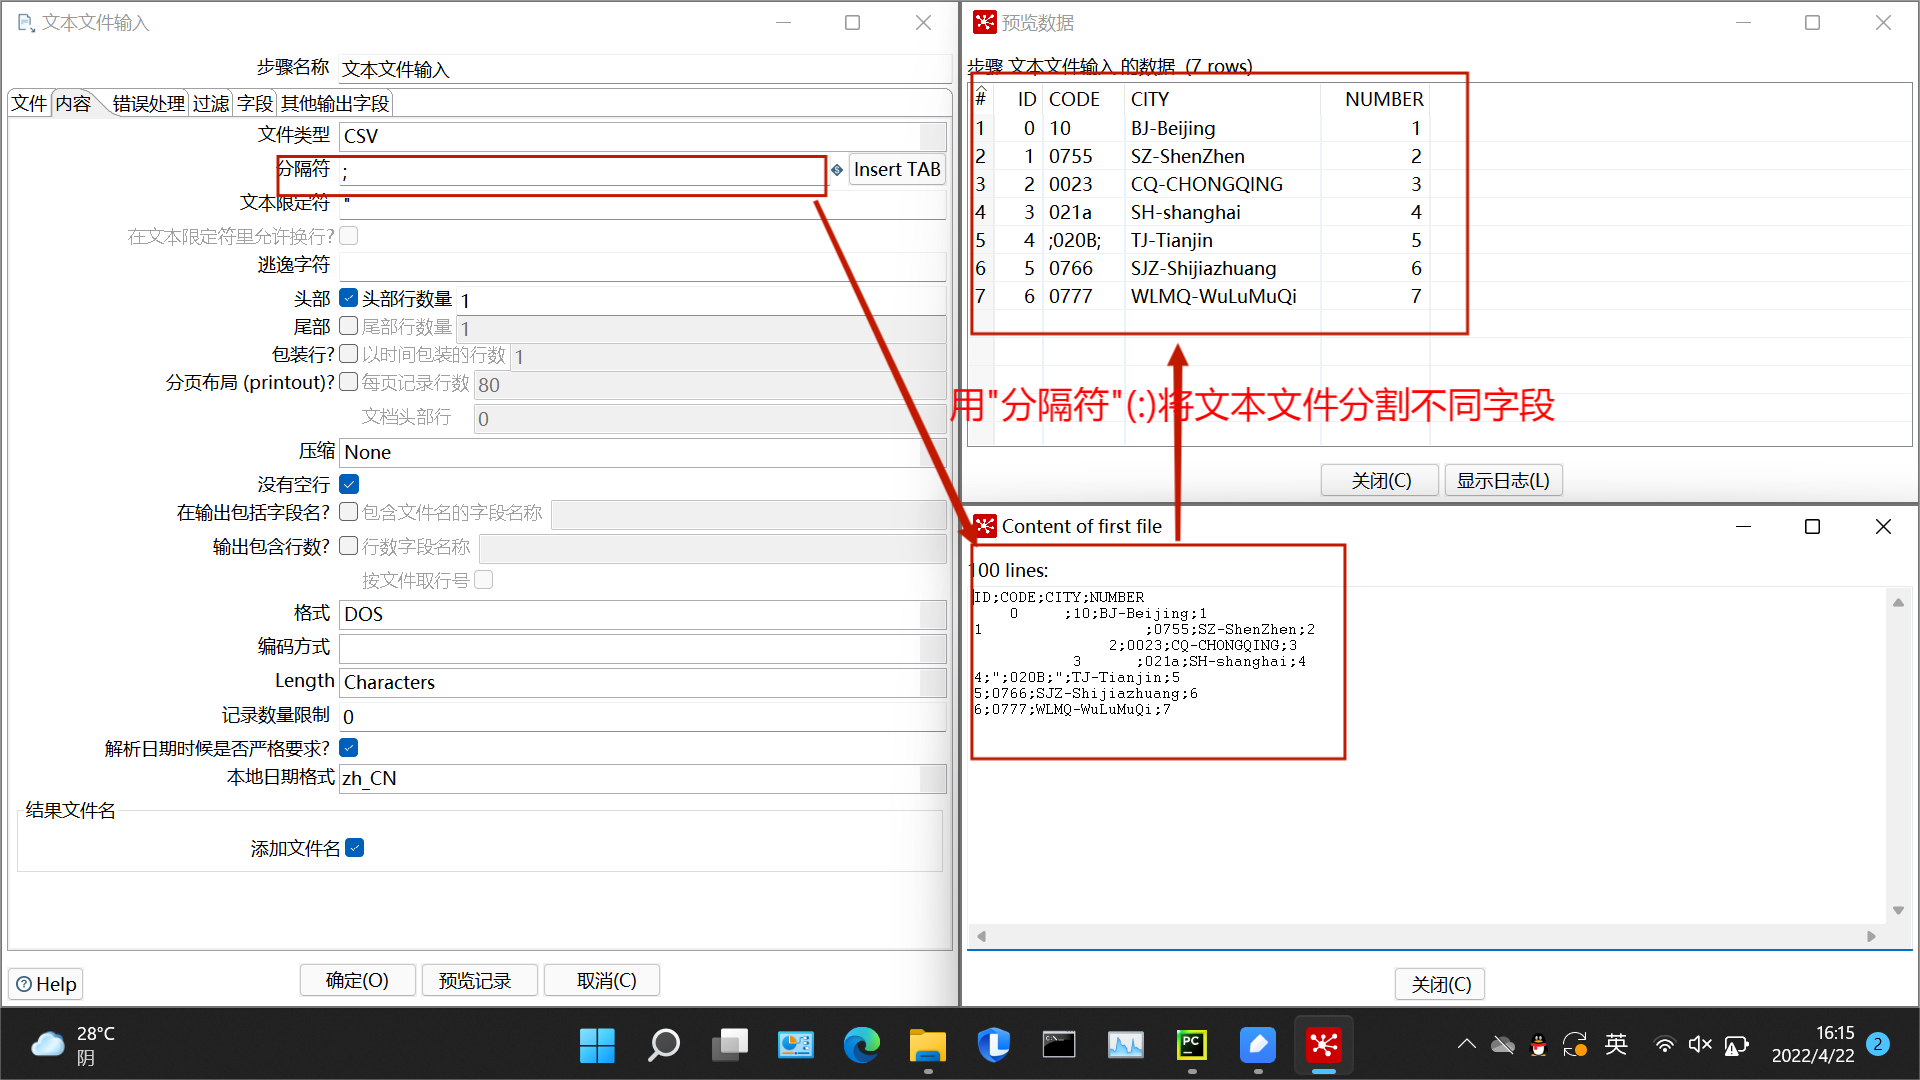 文本文件输入
步骤名称 文本文件输入
文件 内容 错误处理 过滤 字段 其他输出字段
文件类型 CSV
分隔符 ; Insert TAB
文本限定符 "
在文本限定符里允许换行?
逃逸字符
头部 头部行数量 1
尾部 尾部行数量 1
包装行? 以时间包装的行数 1
分页布局 (printout)? 每页记录行数 80
文档头部行 0
压缩 None
没有空行
在输出包括字段名? 包含文件名的字段名称
输出包含行数? 行数字段名称
按文件取行号
格式 DOS
编码方式
Length Characters
记录数量限制 0
解析日期时候是否严格要求?
本地日期格式 zh_CN
结果文件名
添加文件名
Help 确定(O) 预览记录 取消(C)
预览数据
步骤 文本文件输入 的数据 (7 rows)
# ID CODE CITY NUMBER
1 0 10 BJ-Beijing 1
2 1 0755 SZ-ShenZhen 2
3 2 0023 CQ-CHONGQING 3
4 3 021a SH-shanghai 4
5 4 ;020B; TJ-Tianjin 5
6 5 0766 SJZ-Shijiazhuang 6
7 6 0777 WLMQ-WuLuMuQi 7
用"分隔符"(:)将文本文件分割不同字段
关闭(C) 显示日志(L)
Content of first file
100 lines:
ID;CODE;CITY;NUMBER
0 ;10;BJ-Beijing;1
1 ;0755;SZ-ShenZhen;2
2;0023;CQ-CHONGQING;3
3 ;021a;SH-shanghai;4
4;";020B;";TJ-Tianjin;5
5;0766;SJZ-Shijiazhuang;6
6;0777;WLMQ-WuLuMuQi;7
关闭(C)
28°C
阴
PC
英
16:15
2022/4/22
2